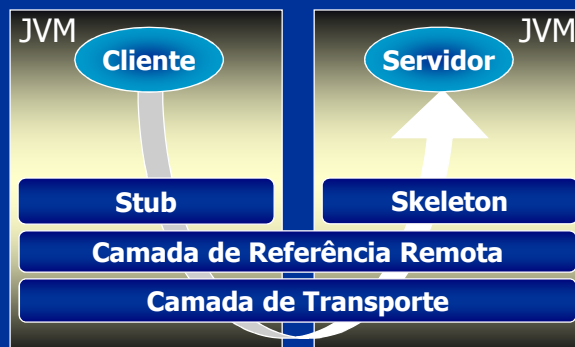 JVM
JVM
Cliente
Servidor
Stub
Skeleton
Camada de Referência Remota
Camada de Transporte